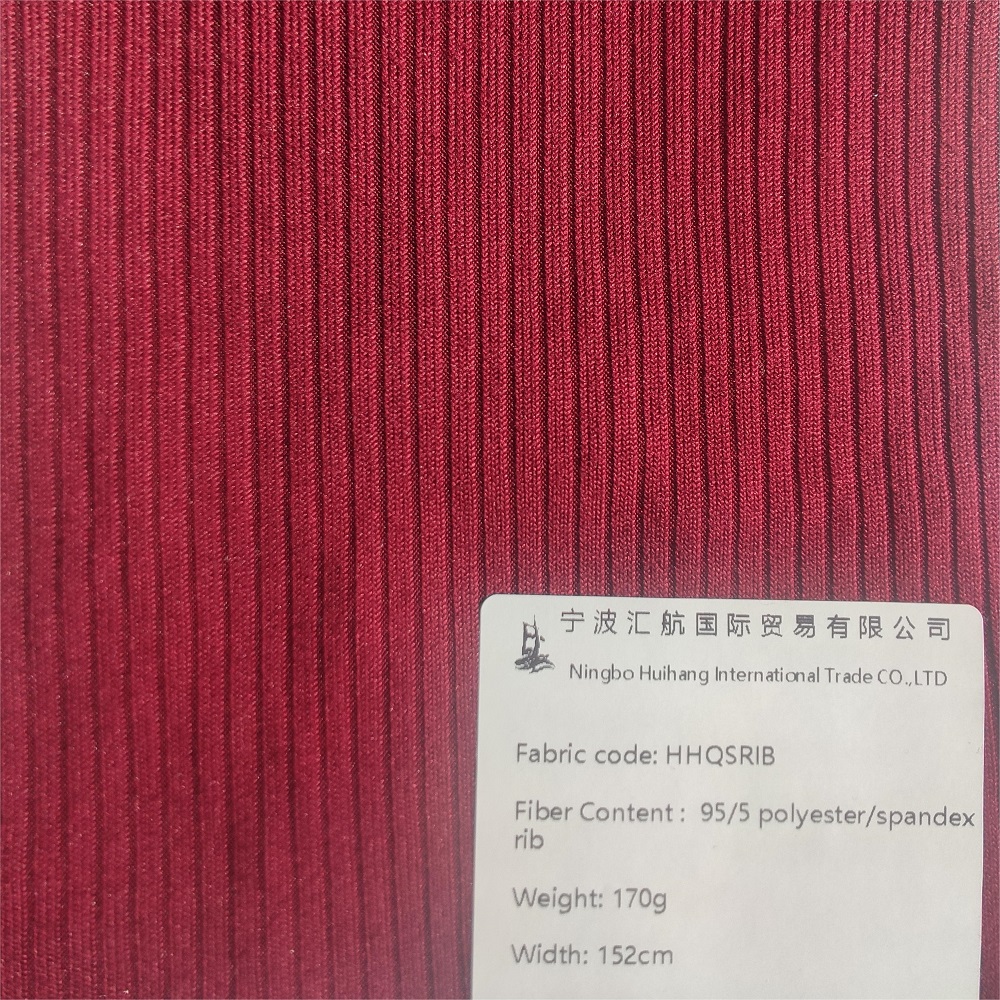 宁波汇航国际贸易有限公司
Ningbo Huihang International Trade CO.,LTD
Fabric code: HHQSRIB
Fiber Content : 95/5 polyester/spandex
rib
Weight: 170g
Width: 152cm